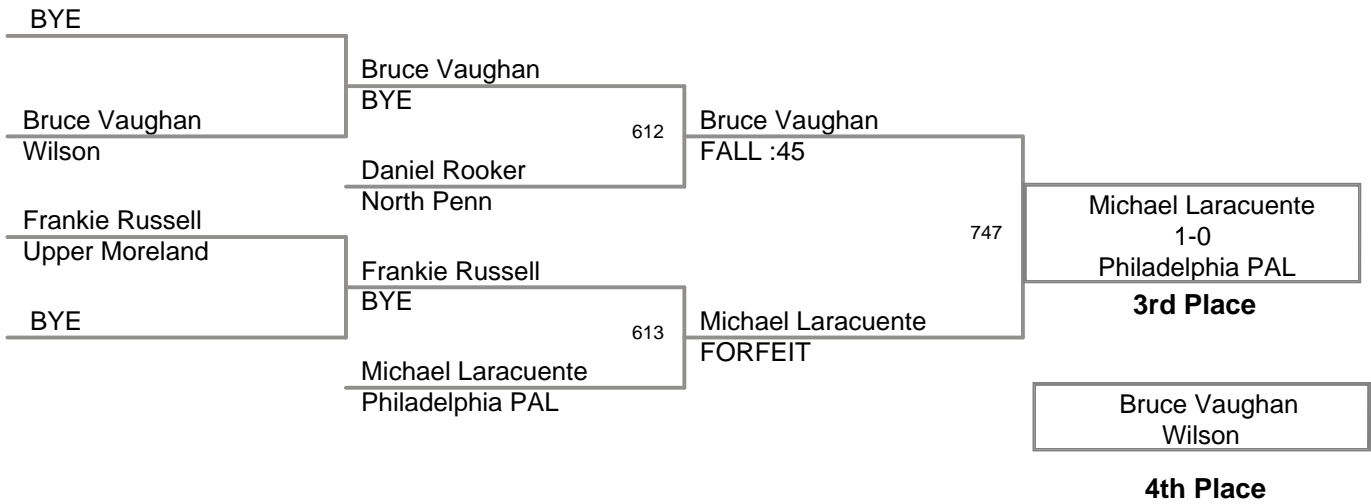 BYE
Bruce Vaughan
Wilson
Frankie Russell
Upper Moreland
BYE
Bruce Vaughan
BYE
Daniel Rooker
North Penn
Frankie Russell
BYE
Michael Laracuente
Philadelphia PAL
612
613
Bruce Vaughan
FALL :45
Michael Laracuente
FORFEIT
747
Michael Laracuente
1-0
Philadelphia PAL
3rd Place
Bruce Vaughan
Wilson
4th Place